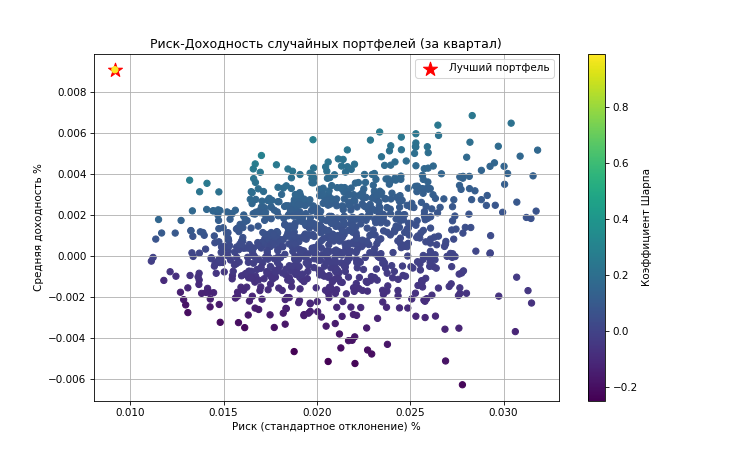 Риск-Доходность случайных портфелей (за квартал)
Лучший портфель
Средняя доходность %
0.008
0.006
0.004
0.002
0.000
−0.002
−0.004
−0.006
0.010 0.015 0.020 0.025 0.030
Риск (стандартное отклонение) %
0.8
0.6
0.4
0.2
0.0
−0.2
Коэффициент Шарпа